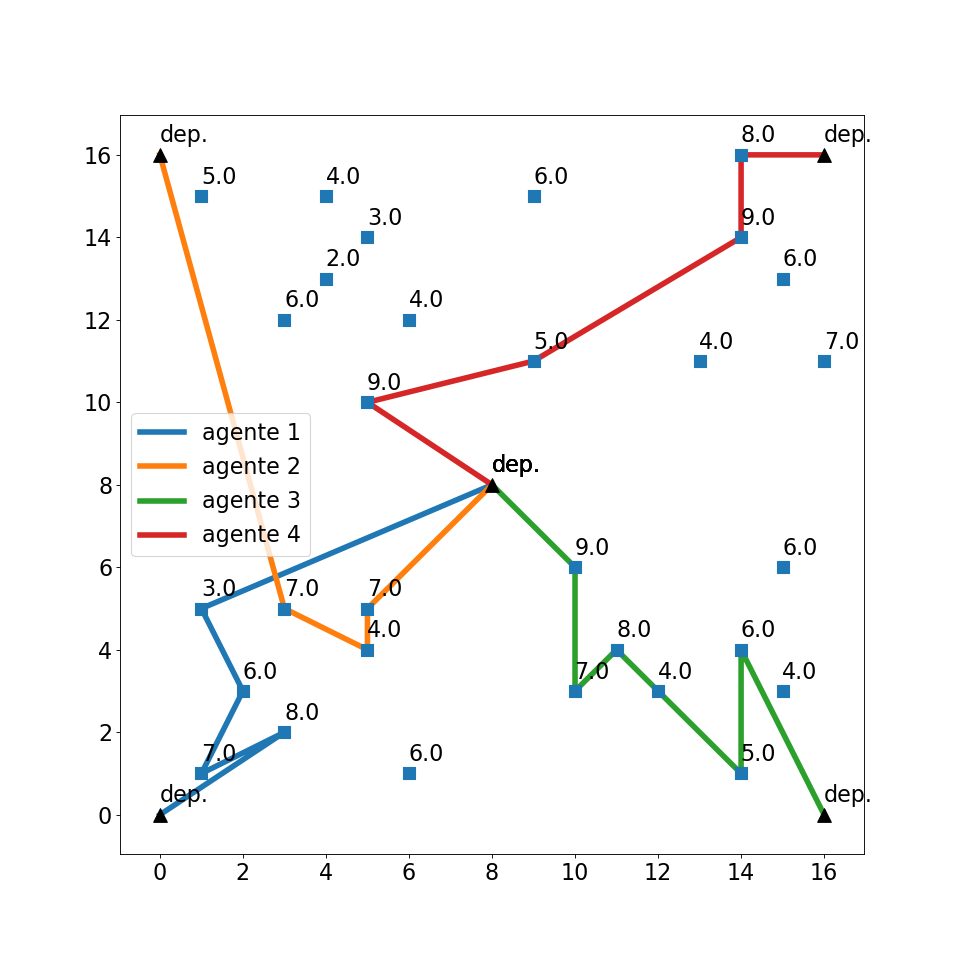 8.0
dep. dep.
16
5.0 4.0 6.0
3.0 9.0
14
2.0 6.0
6.0 4.0
12
5.0 4.0 7.0
9.0
10
agente 1
dep.
agente 2
8
agente 3
agente 4
9.0 6.0
6
3.0 7.0 7.0
4.0 8.0 6.0
4
6.0 7.0 4.0 4.0
8.0
2
7.0 6.0 5.0
dep. dep.
0
0 2 4 6 8 10 12 14 16